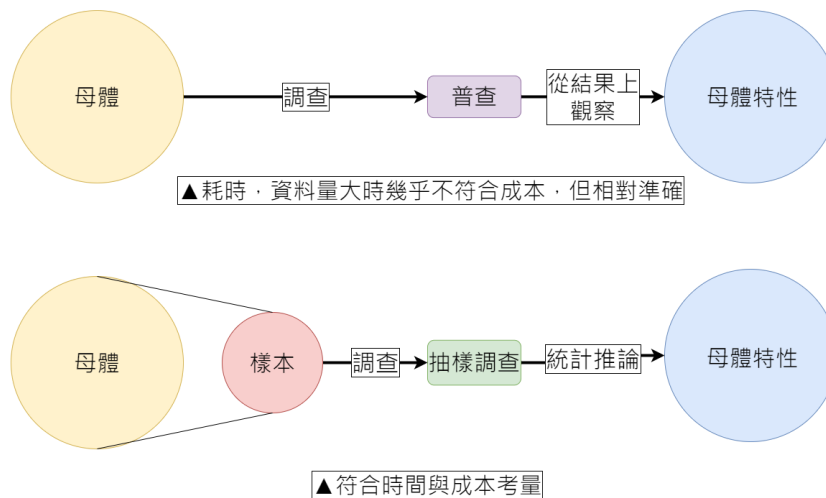 母體
調查
普查
從結果上
觀察
母體特性
▲耗時，資料量大時幾乎不符合成本，但相對準確
母體
樣本
調查
抽樣調查
統計推論
母體特性
▲符合時間與成本考量